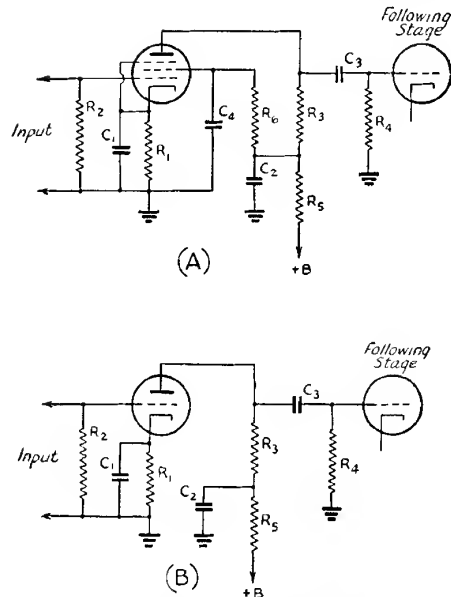 Following
Stage
C3
R2
Input
C1
R1
C4
R6
R3
R4
C2
R5
+B
(A)
Following
Stage
C3
R2
Input
C1
R1
R3
R4
C2
R5
+B
(B)